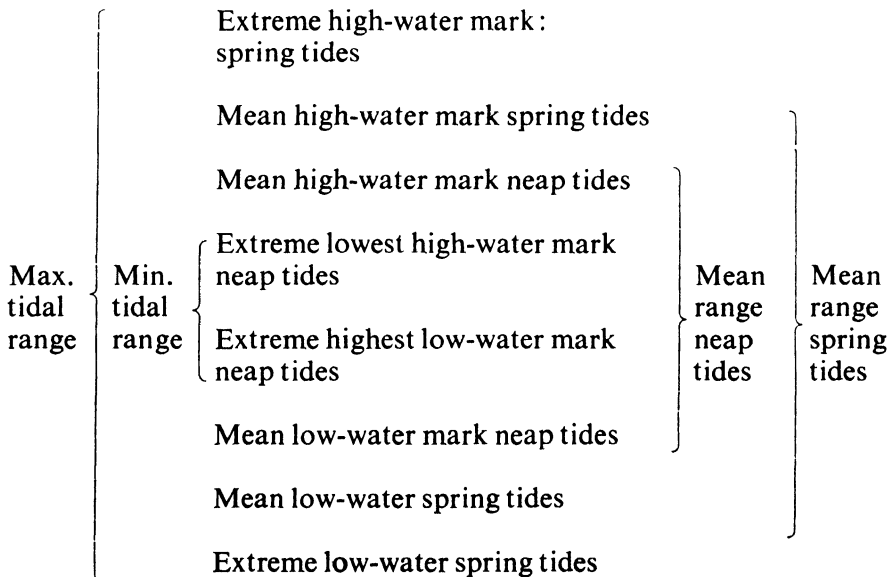 Extreme high-water mark:
spring tides
Mean high-water mark spring tides
Mean high-water mark neap tides
Extreme lowest high-water mark
neap tides
Extreme highest low-water mark
neap tides
Mean low-water mark neap tides
Mean low-water spring tides
Extreme low-water spring tides
Max.
tidal
range
Min.
tidal
range
Mean
range
neap
tides
Mean
range
spring
tides